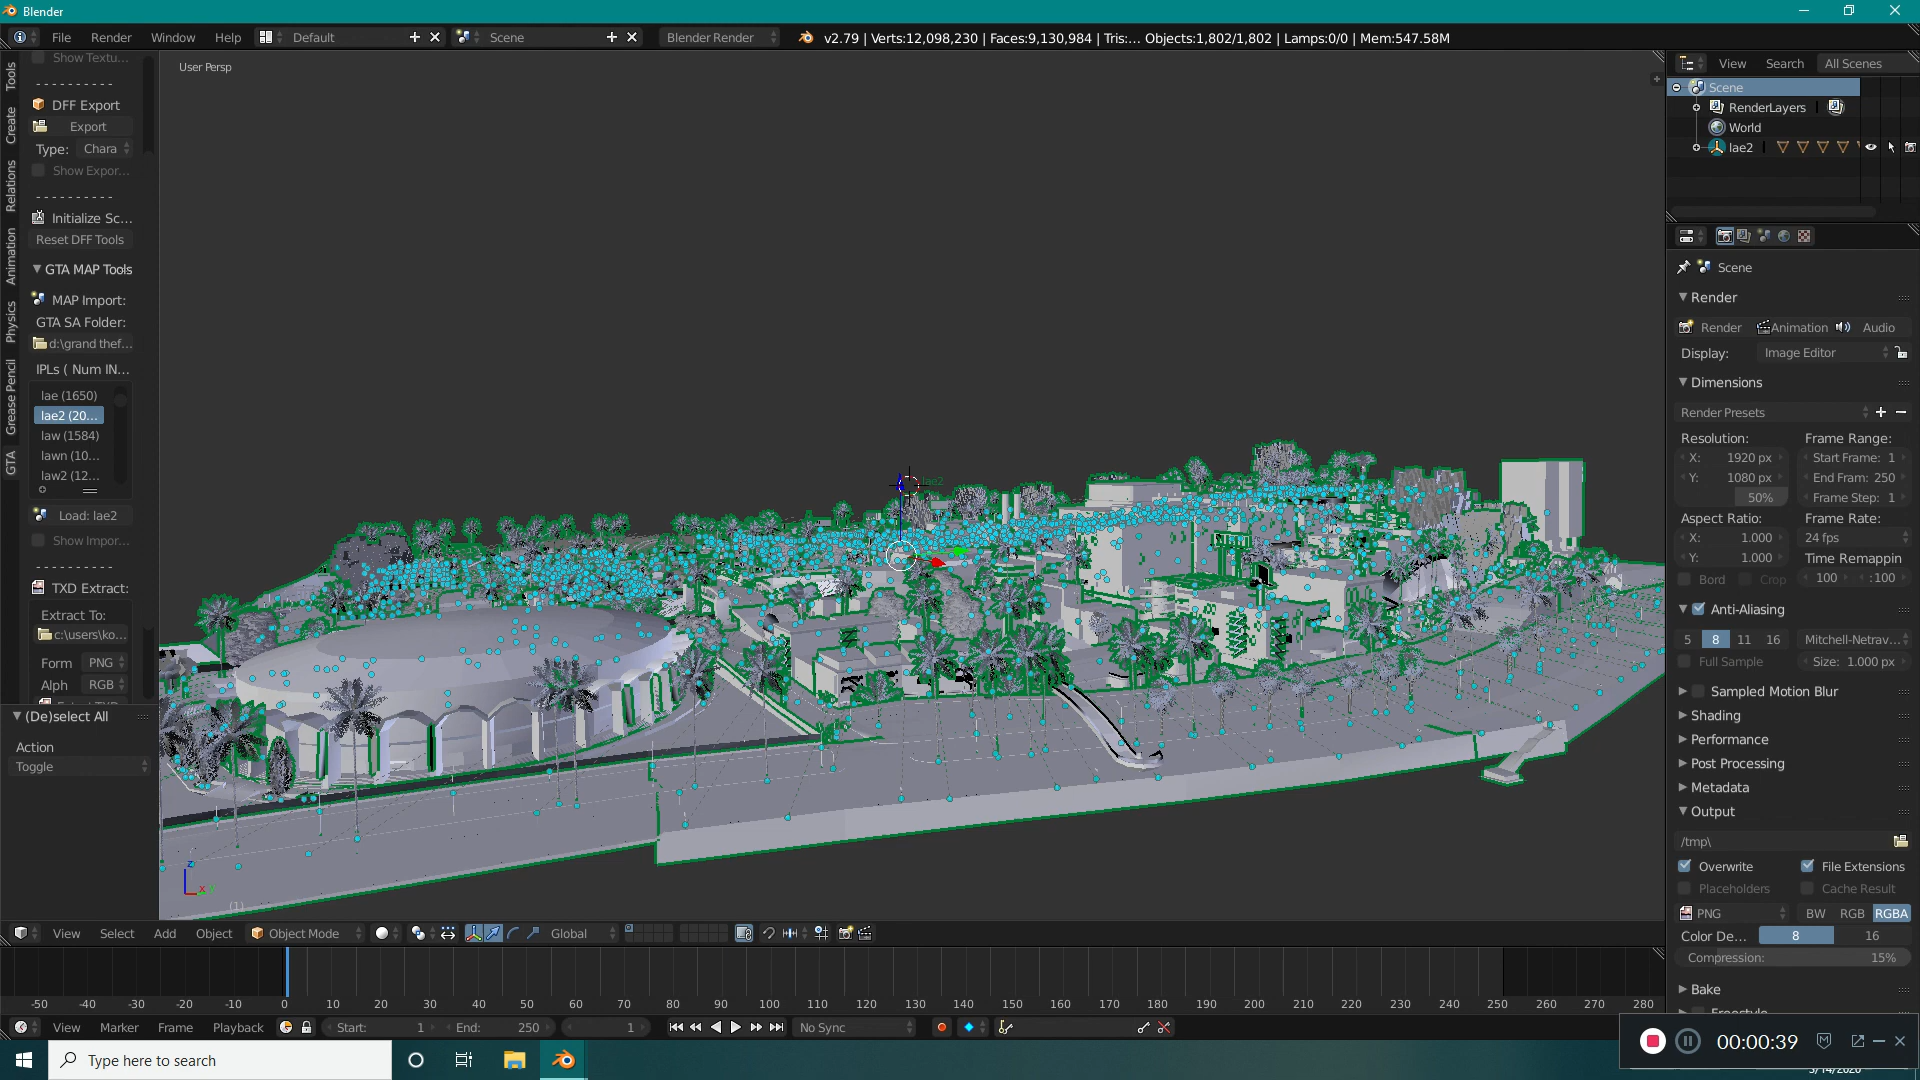 Blender
File Render Window Help Default Scene Blender Render v2.79 | Verts:12,098,230 | Faces:9,130,984 | Tris:... Objects:1,802/1,802 | Lamps:0/0 | Mem:547.58M
Tools
Create
Relations
Animation
Physics
Grease Pencil
GTA
Show Textu...
----------
DFF Export
Export
Type: Chara
Show Expor...
----------
Initialize Sc...
Reset DFF Tools
GTA MAP Tools
MAP Import:
GTA SA Folder:
d:\grand thef...
IPLs ( Num IN...
lae (1650)
lae2 (20...
law (1584)
lawn (10...
law2 (12...
Load: lae2
Show Impor...
----------
TXD Extract:
Extract To:
c:\users\ko...
Form PNG
Alph RGB
(De)select All
Action
Toggle
User Persp
lae2
z
x
(1)
View Select Add Object Object Mode Global
-50 -40 -30 -20 -10 0 10 20 30 40 50 60 70 80 90 100 110 120 130 140 150 160 170 180 190 200 210 220 230 240 250 260 270 280
View Marker Frame Playback Start: 1 End: 250 1 No Sync
View Search All Scenes
Scene
RenderLayers
World
lae2
Scene
Render
Render Animation Audio
Display: Image Editor
Dimensions
Render Presets
Resolution: Frame Range:
X: 1920 px Start Frame: 1
Y: 1080 px End Fram: 250
50% Frame Step: 1
Aspect Ratio: Frame Rate:
X: 1.000 24 fps
Y: 1.000 Time Remappin
Bord Crop 100 :100
Anti-Aliasing
5 8 11 16 Mitchell-Netrav...
Full Sample Size: 1.000 px
Sampled Motion Blur
Shading
Performance
Post Processing
Metadata
Output
/tmp\
Overwrite File Extensions
Placeholders Cache Result
PNG BW RGB RGBA
Color De... 8 16
Compression: 15%
Bake
Type here to search
00:00:39